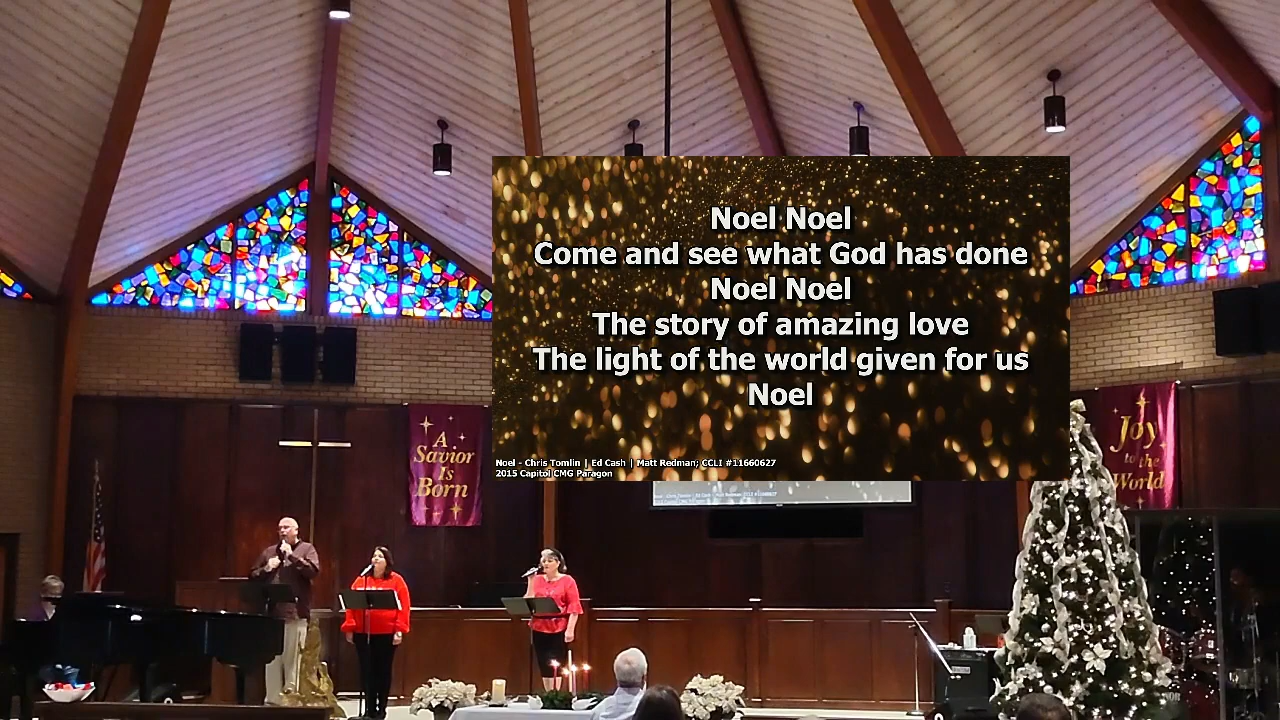 Noel Noel
Come and see what God has done
Noel Noel
The story of amazing love
The light of the world given for us
Noel
Noel - Chris Tomlin | Ed Cash | Matt Redman; CCLI #11660627
2015 Capitol CMG Paragon
A
Savior
Is
Born
Joy
to the
World